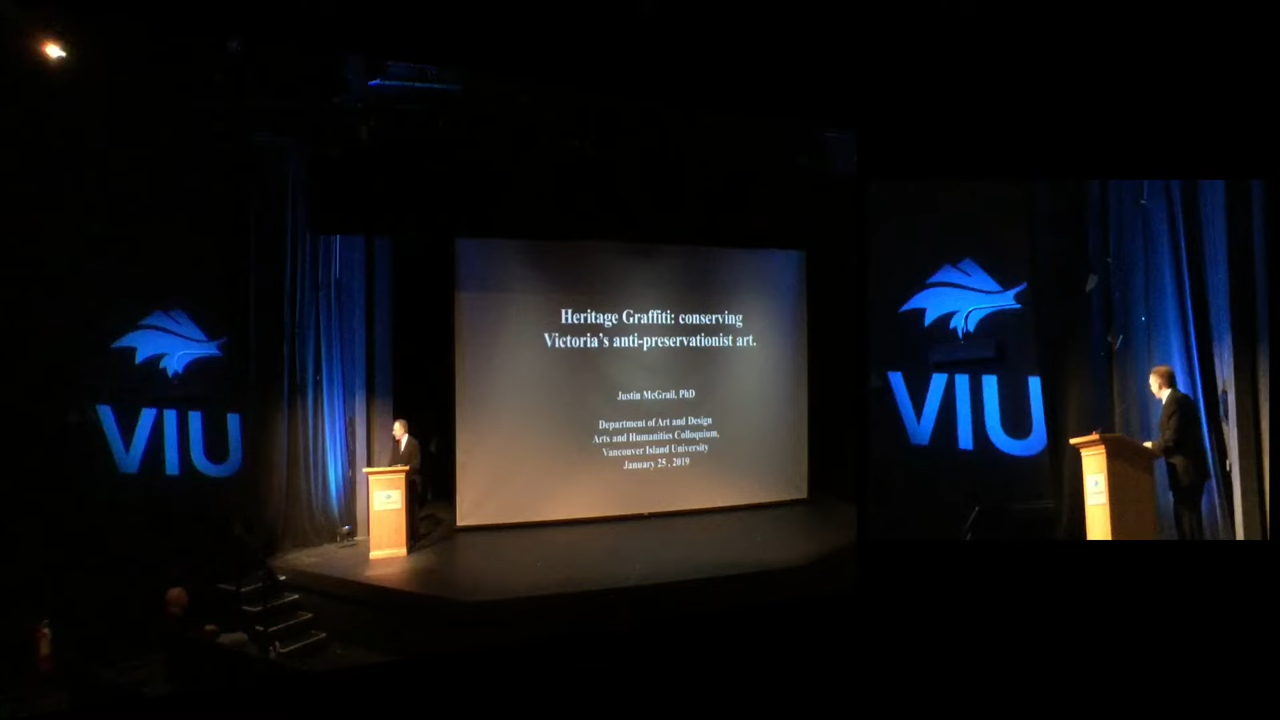 VIU
Heritage Graffiti: conserving
Victoria's anti-preservationist art.
Justin McGrail, PhD
Department of Art and Design
Arts and Humanities Colloquium,
Vancouver Island University
January 25 , 2019
VIU